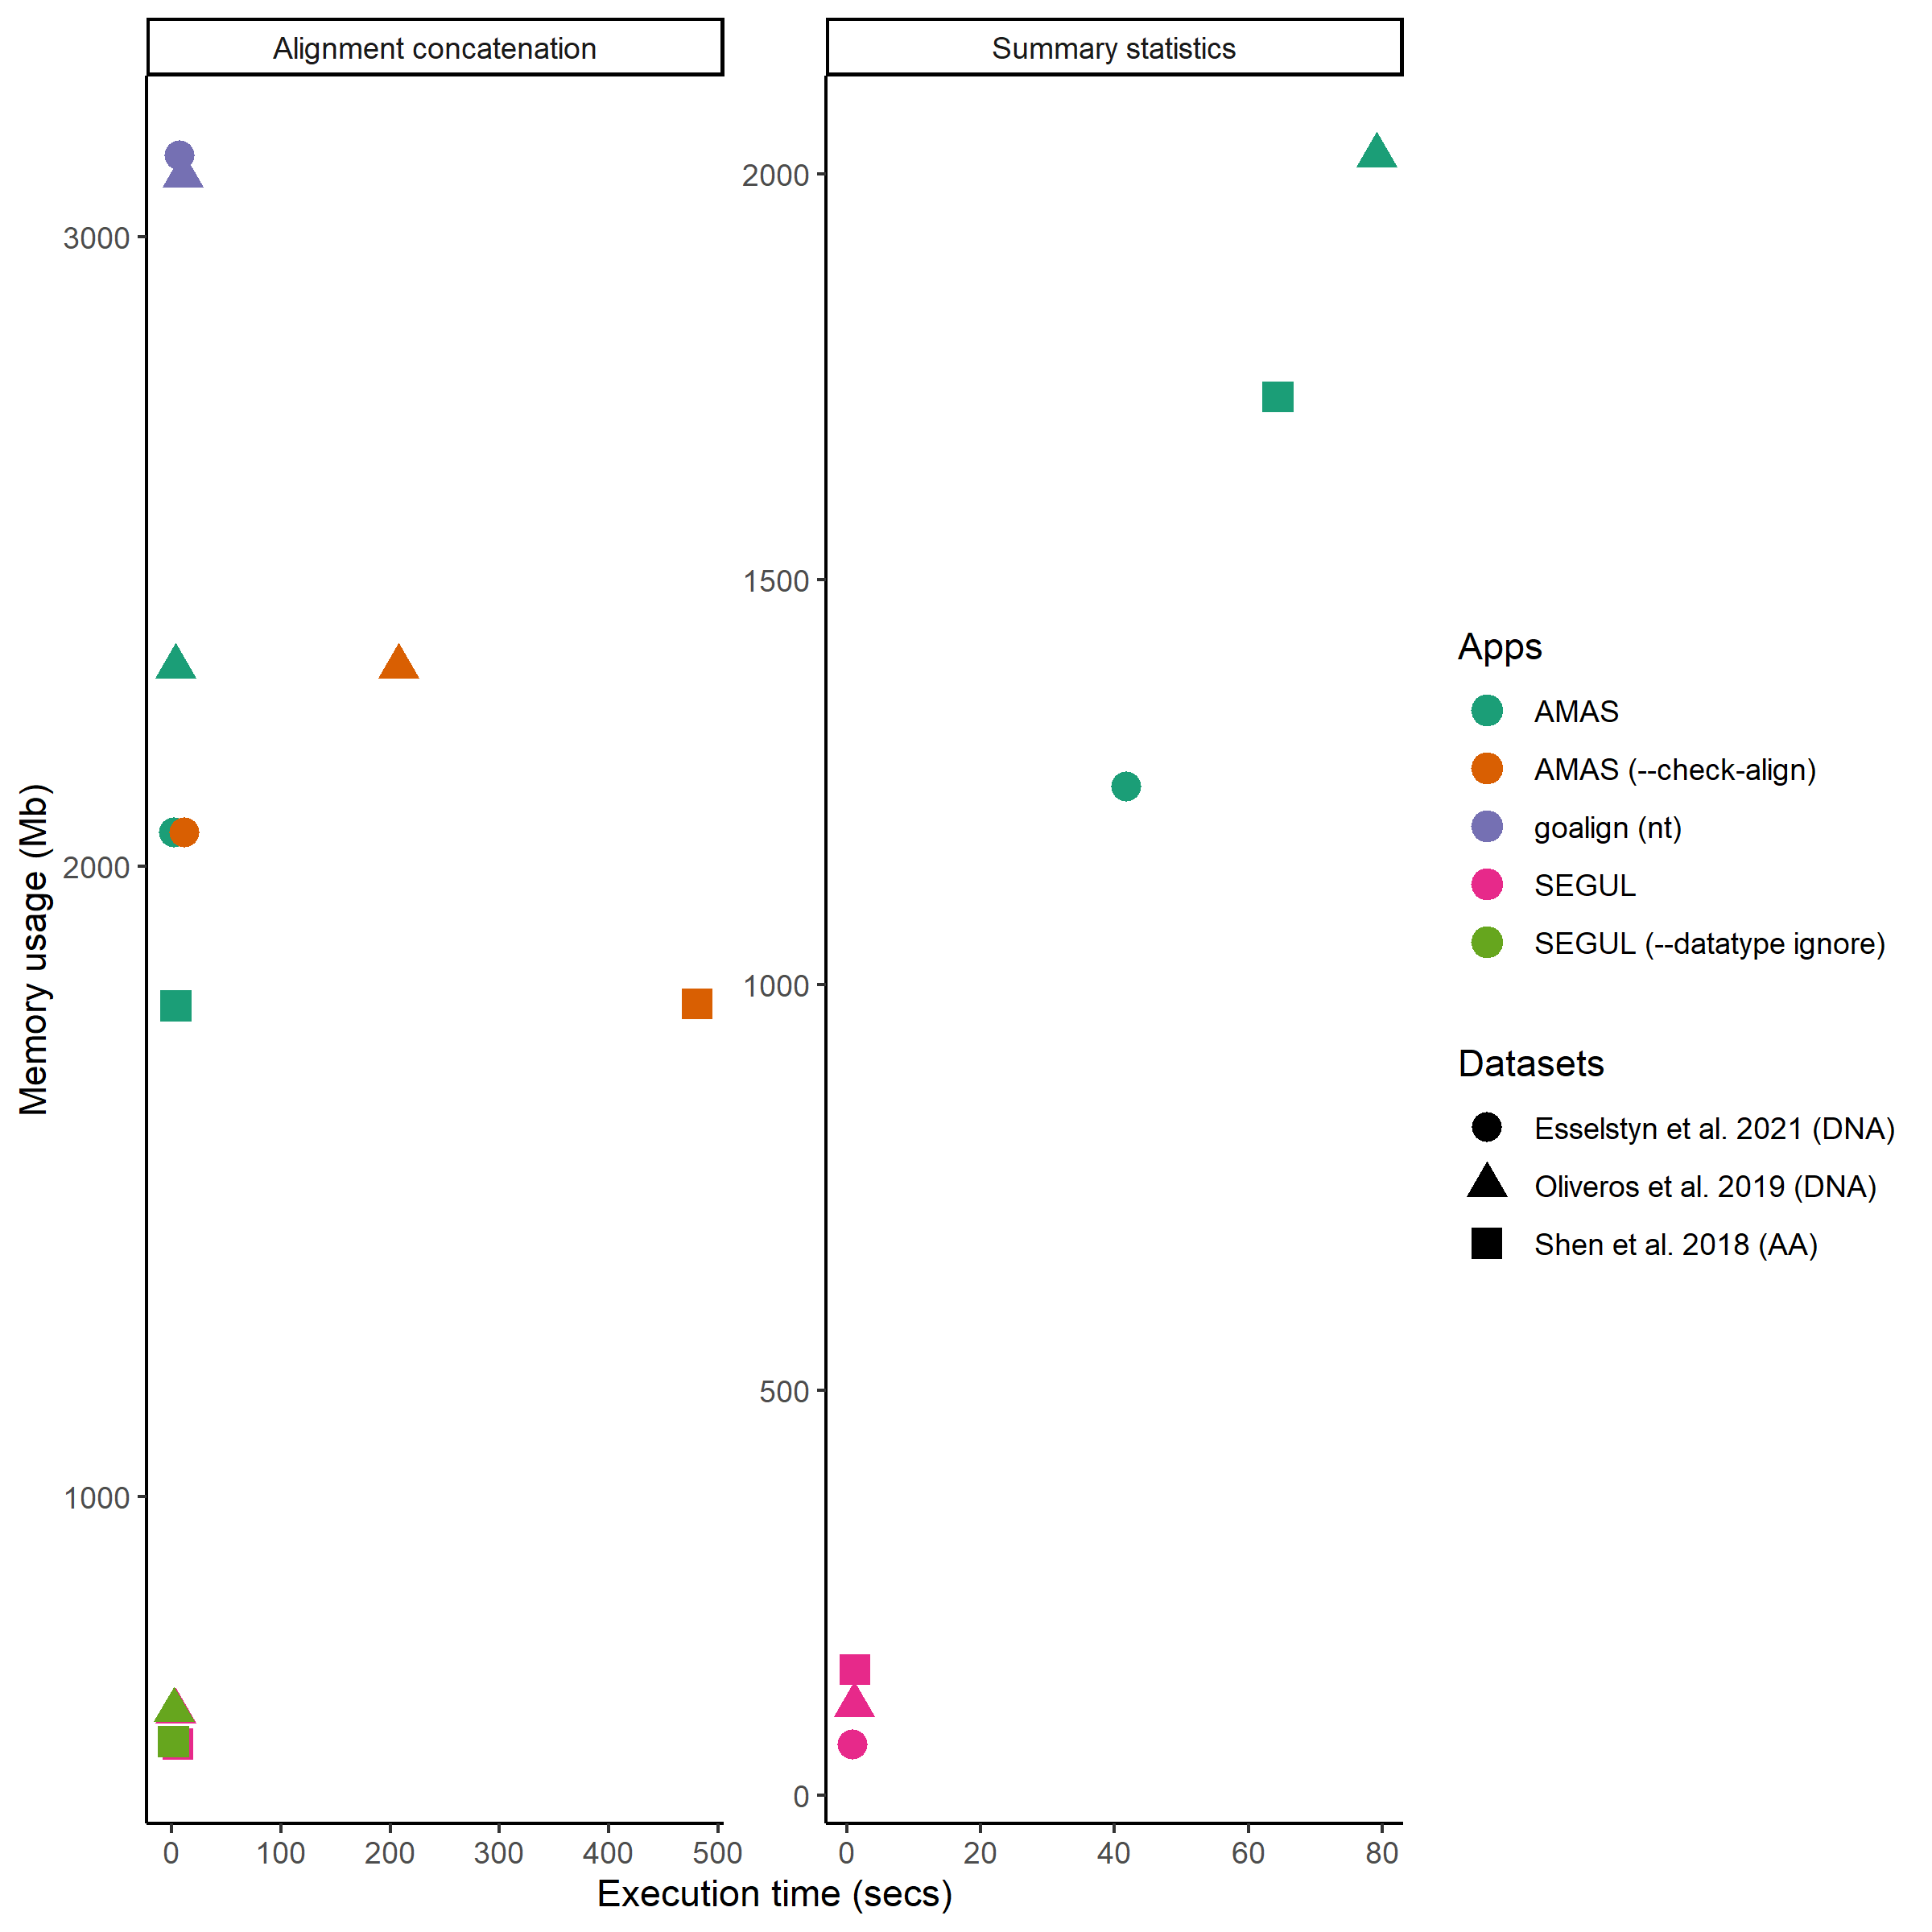 Alignment concatenation
Summary statistics
Memory usage (Mb)
3000
2000
1000
2000
1500
1000
500
0
0 100 200 300 400 500
0 20 40 60 80
Execution time (secs)
Apps
AMAS
AMAS (--check-align)
goalign (nt)
SEGUL
SEGUL (--datatype ignore)
Datasets
Esselstyn et al. 2021 (DNA)
Oliveros et al. 2019 (DNA)
Shen et al. 2018 (AA)